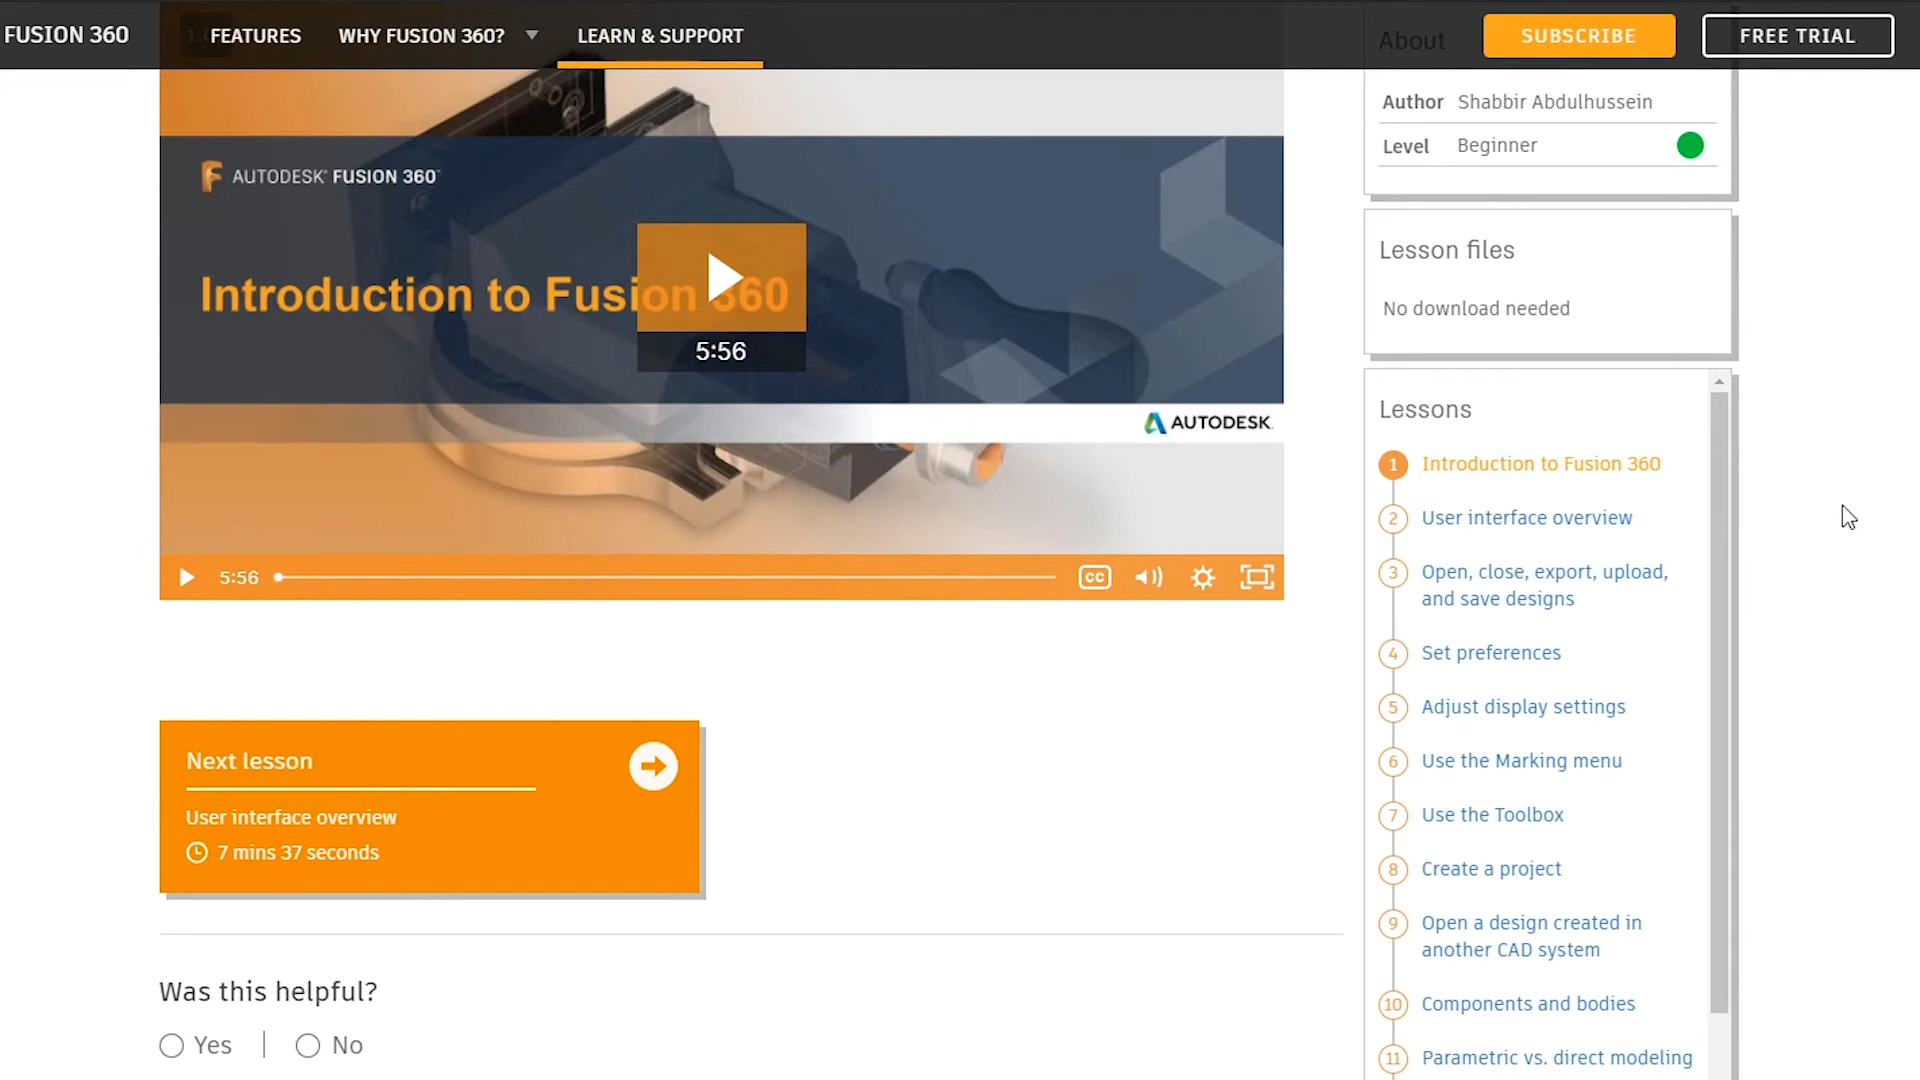 FUSION 360
FEATURES
WHY FUSION 360?
LEARN & SUPPORT
SUBSCRIBE
FREE TRIAL
AUTODESK® FUSION 360™
Introduction to Fusion 360
5:56
AUTODESK.
5:56
CC
Next lesson
User interface overview
7 mins 37 seconds
Was this helpful?
Yes | No
About
Author Shabbir Abdulhussein
Level Beginner
Lesson files
No download needed
Lessons
1 Introduction to Fusion 360
2 User interface overview
3 Open, close, export, upload,
and save designs
4 Set preferences
5 Adjust display settings
6 Use the Marking menu
7 Use the Toolbox
8 Create a project
9 Open a design created in
another CAD system
10 Components and bodies
11 Parametric vs. direct modeling